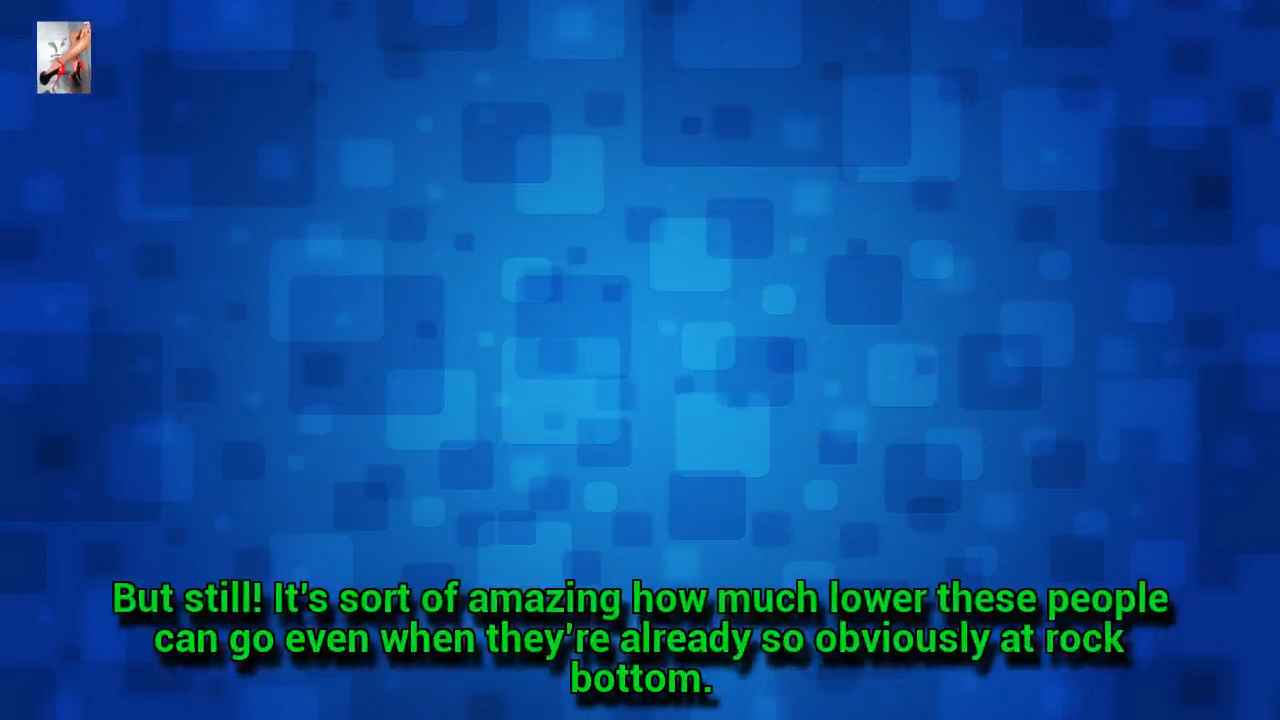 But still! It's sort of amazing how much lower these people
can go even when they're already so obviously at rock
bottom.